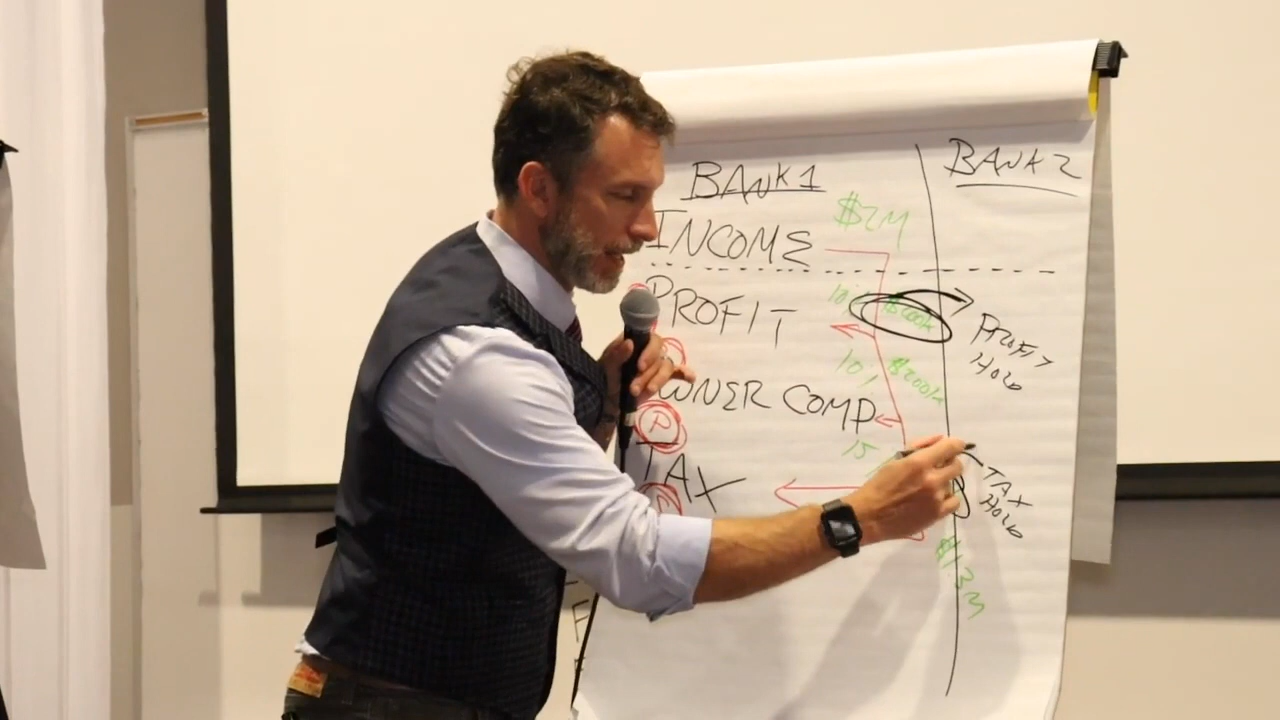 BANK 1
BANK 2
INCOME $2M
PROFIT 10% $200K
PROFIT
HOLD
10% $200K
OWNER COMP
P
15
TAX
TAX
HOLD
$1.3M